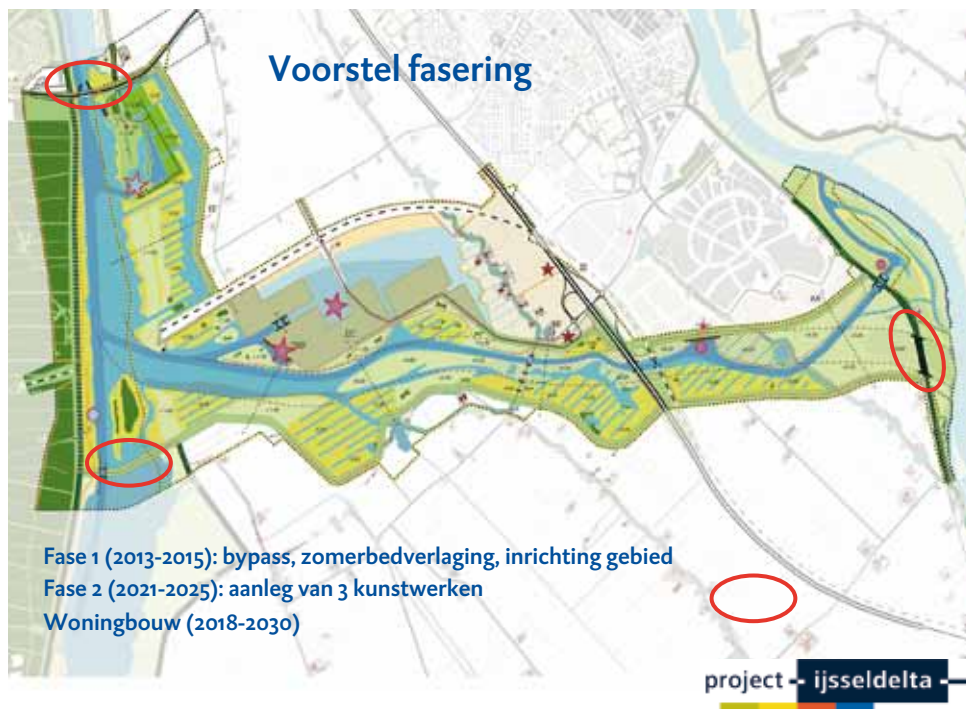 Voorstel fasering
Fase 1 (2013-2015): bypass, zomerbedverlaging, inrichting gebied
Fase 2 (2021-2025): aanleg van 3 kunstwerken
Woningbouw (2018-2030)
project - ijsseldelta -